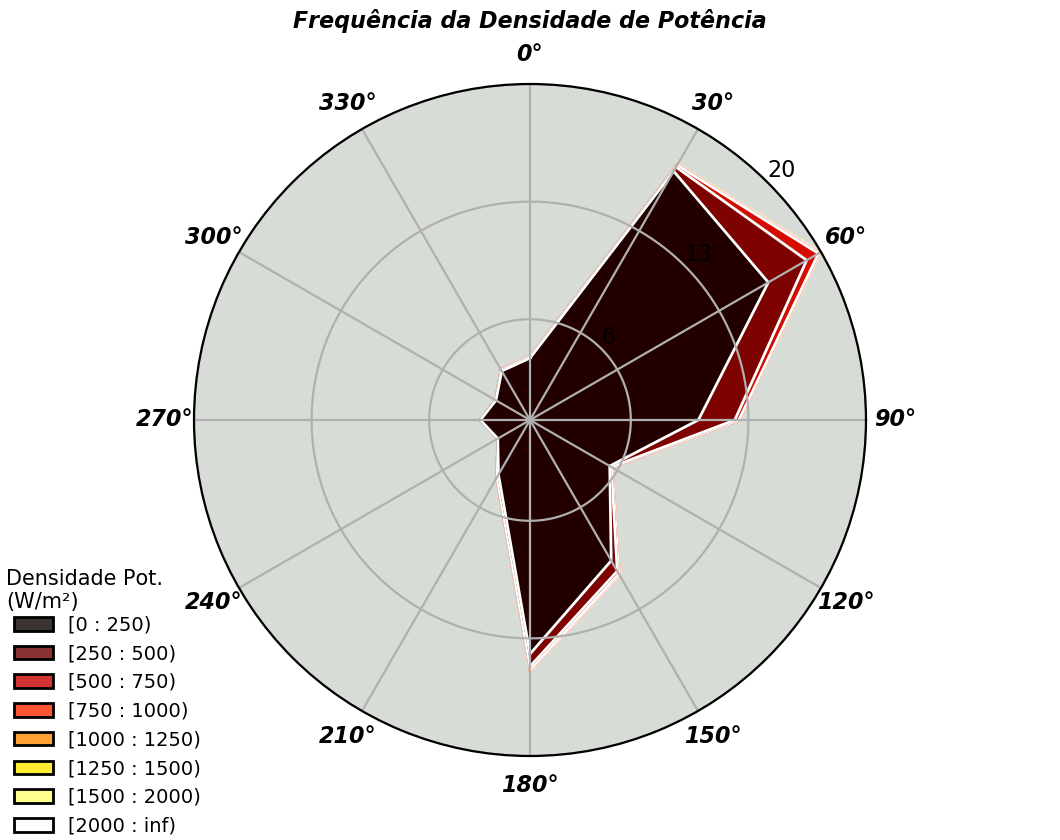 Frequência da Densidade de Potência
0°
330°
30°
20
300°
60°
13
6
270°
90°
240°
120°
210°
150°
180°
Densidade Pot.
(W/m²)
[0 : 250)
[250 : 500)
[500 : 750)
[750 : 1000)
[1000 : 1250)
[1250 : 1500)
[1500 : 2000)
[2000 : inf)